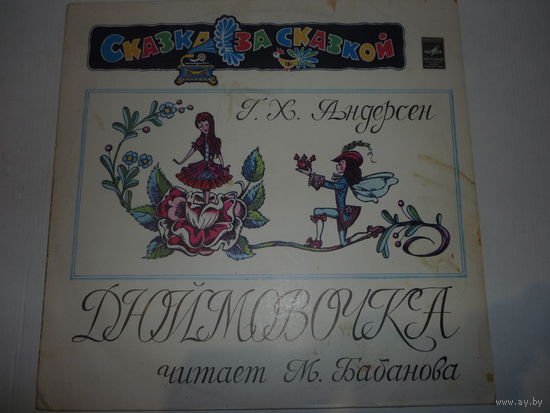 СКАЗКА ЗА СКАЗКОЙ
Г. Х. Андерсен
ДЮЙМОВОЧКА
читает М. Бабанова
www.ay.by